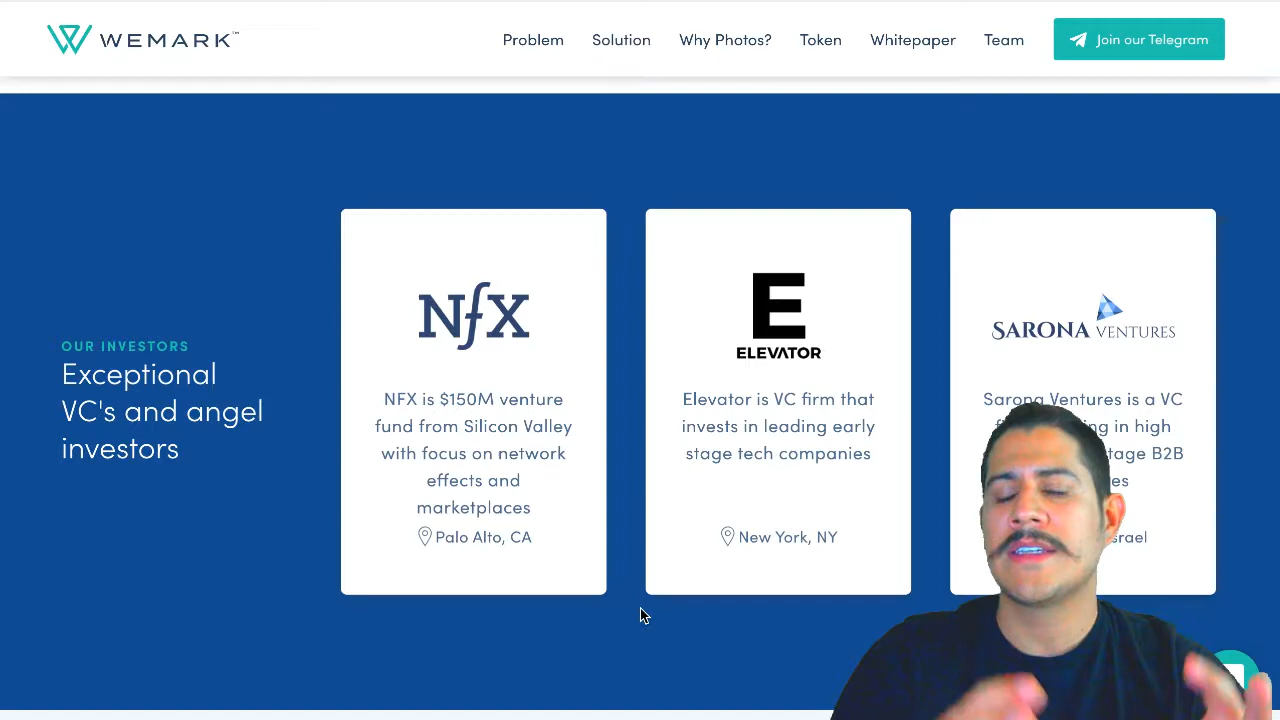 WEMARK™
Problem
Solution
Why Photos?
Token
Whitepaper
Team
Join our Telegram
OUR INVESTORS
Exceptional
VC's and angel
investors
NfX
NFX is $150M venture
fund from Silicon Valley
with focus on network
effects and
marketplaces
Palo Alto, CA
E
ELEVATOR
Elevator is VC firm that
invests in leading early
stage tech companies
New York, NY
SARONA VENTURES
Sarona Ventures is a VC
ing in high
tage B2B
es
srael